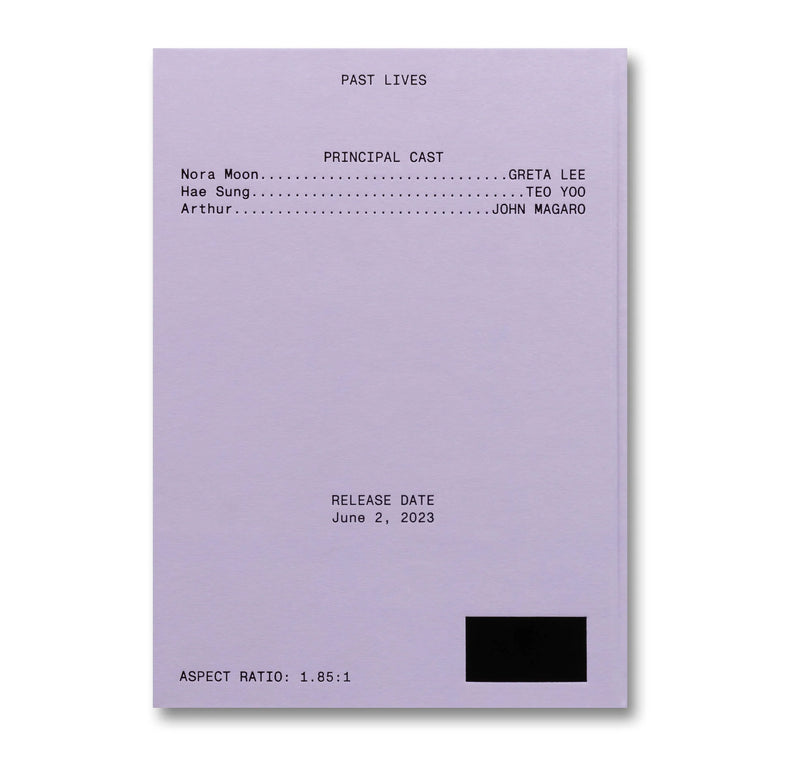 PAST LIVES
PRINCIPAL CAST
Nora Moon.............................GRETA LEE
Hae Sung................................TEO YOO
Arthur..............................JOHN MAGARO
RELEASE DATE
June 2, 2023
ASPECT RATIO: 1.85:1